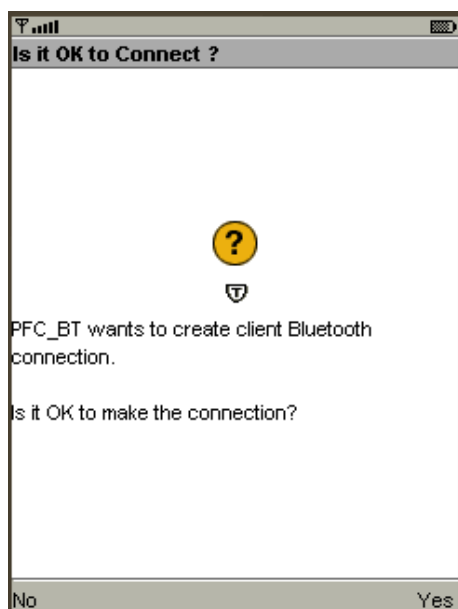 Is it OK to Connect ?
?
T
PFC_BT wants to create client Bluetooth
connection.
Is it OK to make the connection?
No
Yes